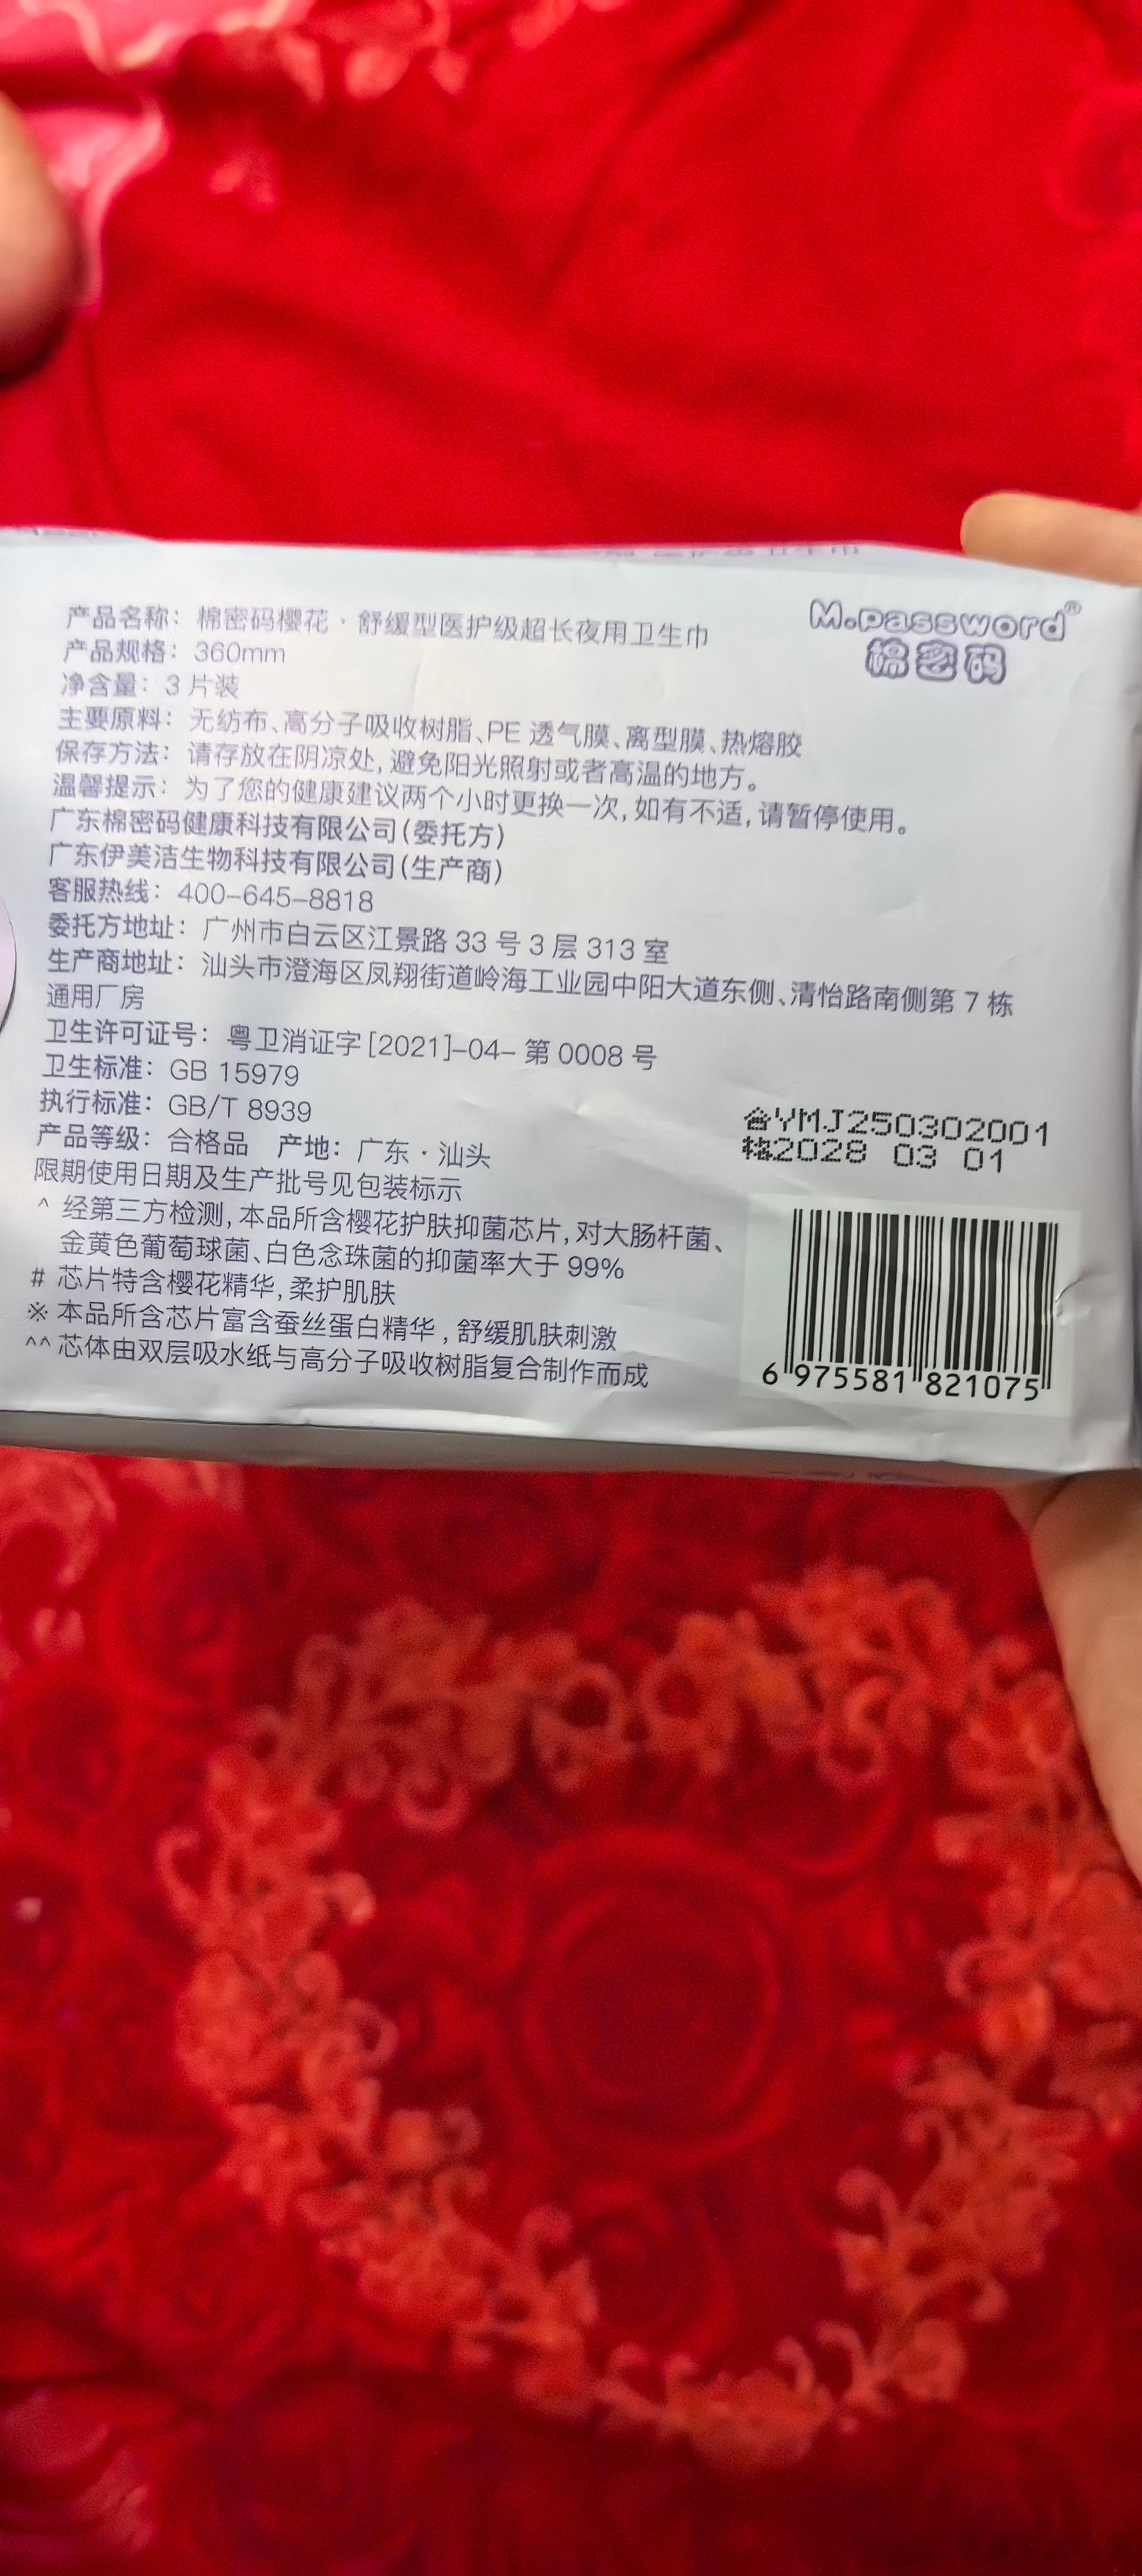 M.password®
棉密码
产品名称：棉密码樱花·舒缓型医护级超长夜用卫生巾
产品规格：360mm
净含量：3 片装
主要原料：无纺布、高分子吸收树脂、PE 透气膜、离型膜、热熔胶
保存方法：请存放在阴凉处，避免阳光照射或者高温的地方。
温馨提示：为了您的健康建议两个小时更换一次，如有不适，请暂停使用。
广东棉密码健康科技有限公司(委托方)
广东伊美洁生物科技有限公司(生产商)
客服热线：400-645-8818
委托方地址：广州市白云区江景路 33 号 3 层 313 室
生产商地址：汕头市澄海区凤翔街道岭海工业园中阳大道东侧、清怡路南侧第 7 栋
通用厂房
卫生许可证号：粤卫消证字 [2021]-04- 第 0008 号
卫生标准：GB 15979
执行标准：GB/T 8939
产品等级：合格品 产地：广东·汕头
限期使用日期及生产批号见包装标示
^ 经第三方检测，本品所含樱花护肤抑菌芯片，对大肠杆菌、
金黄色葡萄球菌、白色念珠菌的抑菌率大于 99%
# 芯片特含樱花精华，柔护肌肤
※ 本品所含芯片富含蚕丝蛋白精华，舒缓肌肤刺激
^^ 芯体由双层吸水纸与高分子吸收树脂复合制作而成
合YMJ250302001
格2028 03 01
6 975581 821075